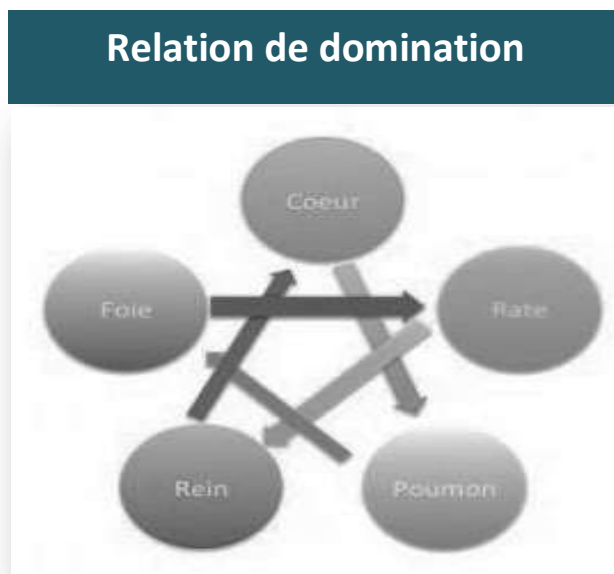 Relation de domination
Coeur
Foie
Rate
Rein
Poumon